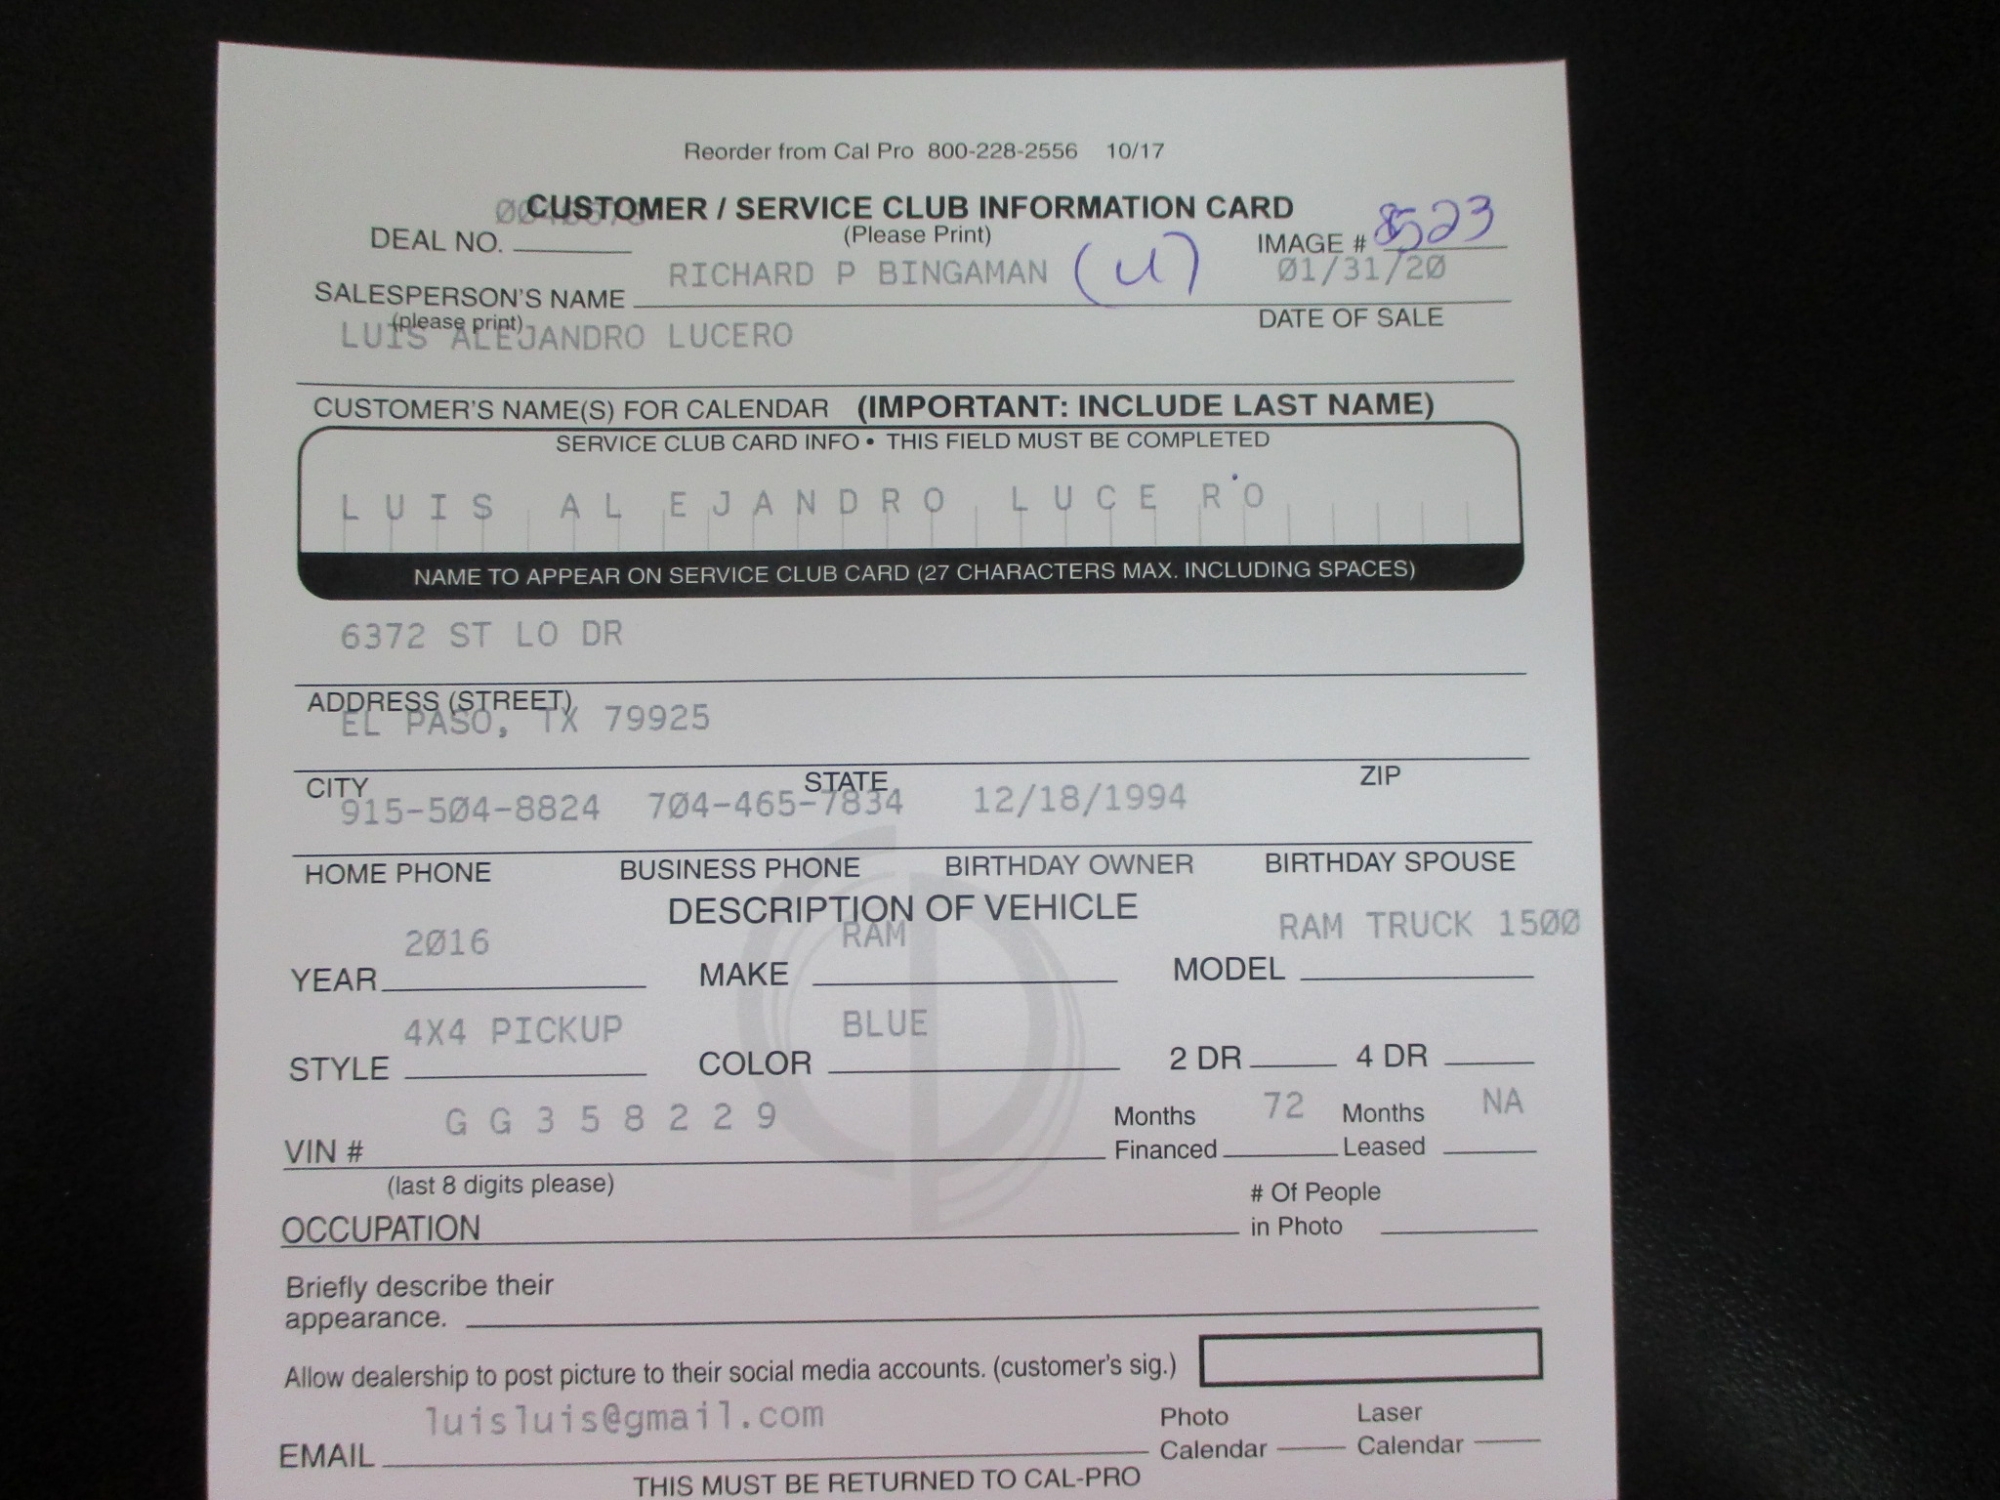 Reorder from Cal Pro 800-228-2556 10/17
CUSTOMER / SERVICE CLUB INFORMATION CARD
(Please Print)
DEAL NO.
IMAGE # 8523
RICHARD P BINGAMAN (U) 01/31/20
SALESPERSON'S NAME
(please print)
DATE OF SALE
LUIS ALEJANDRO LUCERO
CUSTOMER'S NAME(S) FOR CALENDAR (IMPORTANT: INCLUDE LAST NAME)
SERVICE CLUB CARD INFO • THIS FIELD MUST BE COMPLETED
LUIS ALEJANDRO LUCERO
NAME TO APPEAR ON SERVICE CLUB CARD (27 CHARACTERS MAX. INCLUDING SPACES)
6372 ST LO DR
ADDRESS (STREET)
EL PASO, TX 79925
CITY STATE ZIP
915-504-8824 704-465-7834 12/18/1994
HOME PHONE BUSINESS PHONE BIRTHDAY OWNER BIRTHDAY SPOUSE
DESCRIPTION OF VEHICLE
2016 RAM RAM TRUCK 1500
YEAR MAKE MODEL
4X4 PICKUP BLUE
STYLE COLOR 2 DR 4 DR
GG358229 72 NA
VIN # Months Financed Months Leased
(last 8 digits please)
OCCUPATION # Of People in Photo
Briefly describe their
appearance.
Allow dealership to post picture to their social media accounts. (customer's sig.)
luisluis@gmail.com
EMAIL Photo Calendar Laser Calendar
THIS MUST BE RETURNED TO CAL-PRO